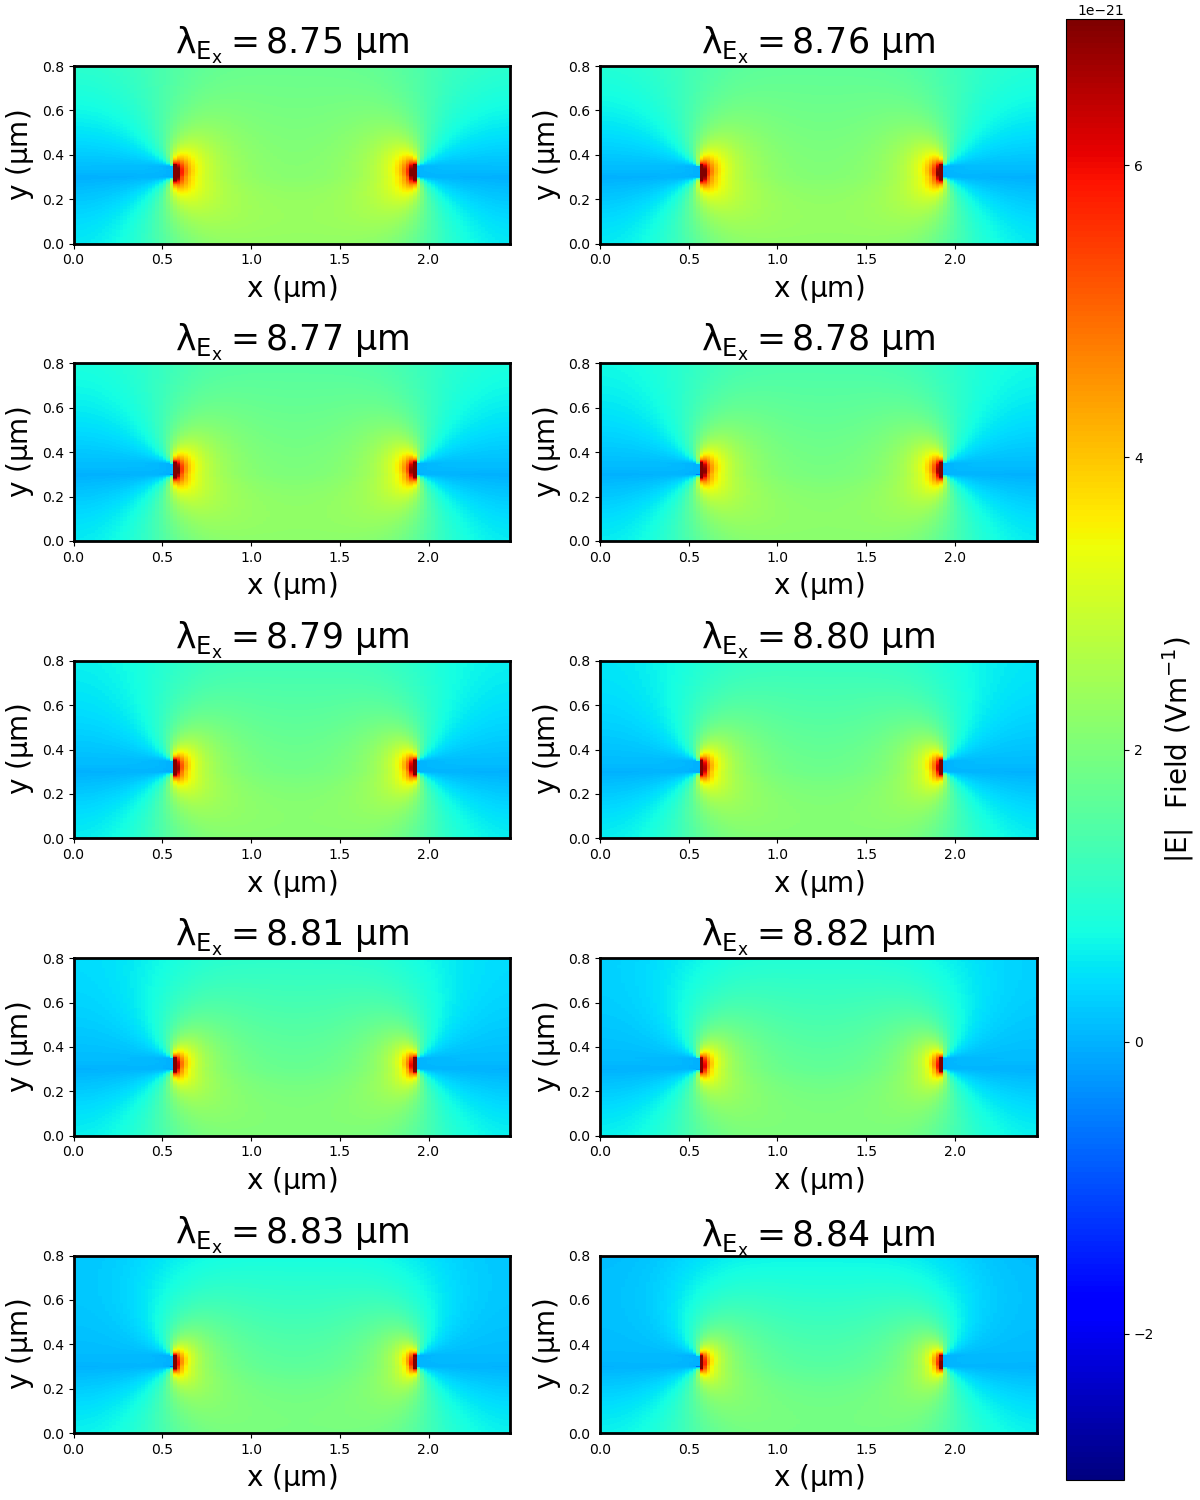 1e−21
λEx = 8.75 µm
λEx = 8.76 µm
0.8
0.6
0.4
0.2
0.0
y (µm)
0.0 0.5 1.0 1.5 2.0
x (µm)
0.8
0.6
0.4
0.2
0.0
y (µm)
0.0 0.5 1.0 1.5 2.0
x (µm)
λEx = 8.77 µm
λEx = 8.78 µm
0.8
0.6
0.4
0.2
0.0
y (µm)
0.0 0.5 1.0 1.5 2.0
x (µm)
0.8
0.6
0.4
0.2
0.0
y (µm)
0.0 0.5 1.0 1.5 2.0
x (µm)
λEx = 8.79 µm
λEx = 8.80 µm
0.8
0.6
0.4
0.2
0.0
y (µm)
0.0 0.5 1.0 1.5 2.0
x (µm)
0.8
0.6
0.4
0.2
0.0
y (µm)
0.0 0.5 1.0 1.5 2.0
x (µm)
λEx = 8.81 µm
λEx = 8.82 µm
0.8
0.6
0.4
0.2
0.0
y (µm)
0.0 0.5 1.0 1.5 2.0
x (µm)
0.8
0.6
0.4
0.2
0.0
y (µm)
0.0 0.5 1.0 1.5 2.0
x (µm)
λEx = 8.83 µm
λEx = 8.84 µm
0.8
0.6
0.4
0.2
0.0
y (µm)
0.0 0.5 1.0 1.5 2.0
x (µm)
0.8
0.6
0.4
0.2
0.0
y (µm)
0.0 0.5 1.0 1.5 2.0
x (µm)
6
4
2
0
−2
|E| Field (Vm⁻¹)